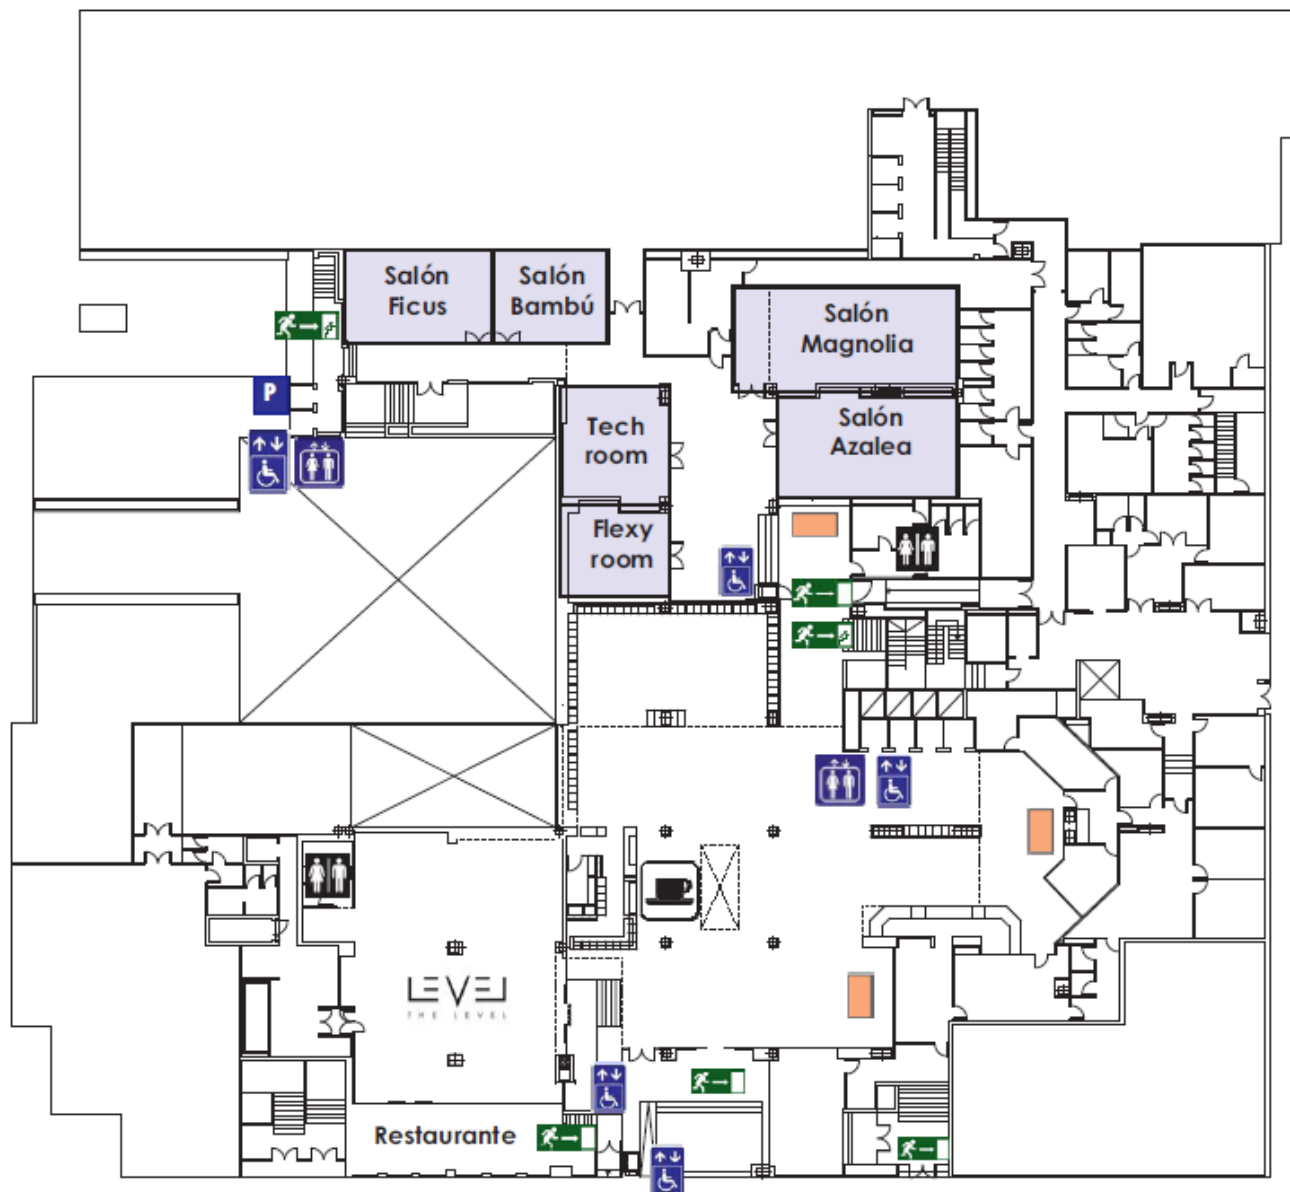 Salón
Ficus
Salón
Bambú
Salón
Magnolia
P
Salón
Azalea
Tech
room
Flexy
room
LEVEL
THE LEVEL
Restaurante